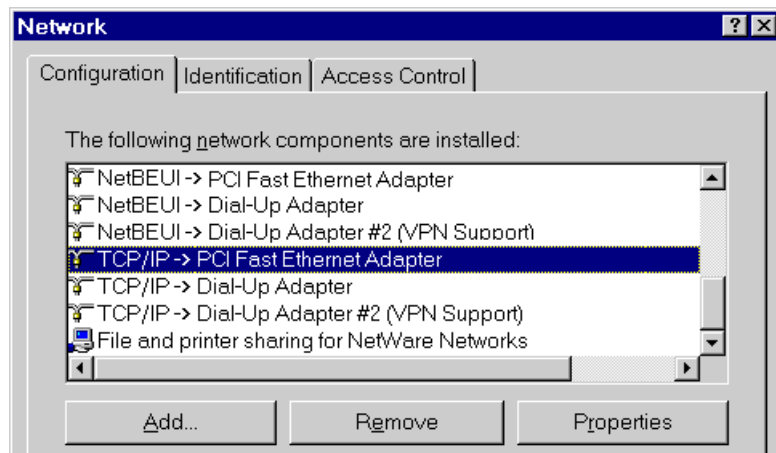 Network
Configuration Identification Access Control
The following network components are installed:
NetBEUI -> PCI Fast Ethernet Adapter
NetBEUI -> Dial-Up Adapter
NetBEUI -> Dial-Up Adapter #2 (VPN Support)
TCP/IP -> PCI Fast Ethernet Adapter
TCP/IP -> Dial-Up Adapter
TCP/IP -> Dial-Up Adapter #2 (VPN Support)
File and printer sharing for NetWare Networks
Add... Remove Properties